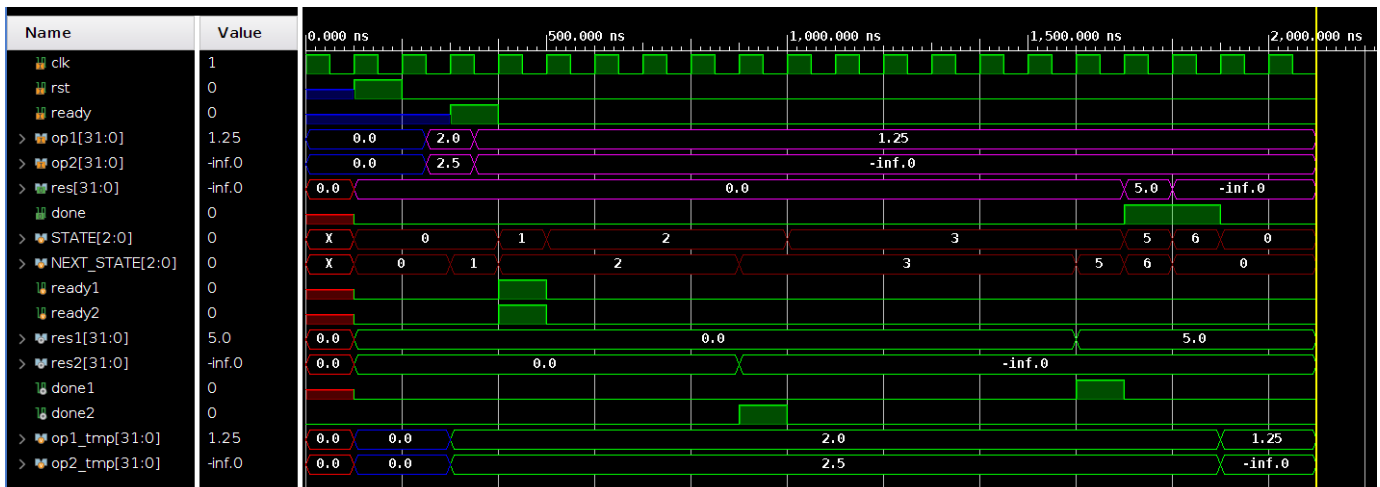 Name Value 0.000 ns 500.000 ns 1,000.000 ns 1,500.000 ns 2,000.000 ns
clk 1
rst 0
ready 0
op1[31:0] 1.25 0.0 2.0 1.25
op2[31:0] -inf.0 0.0 2.5 -inf.0
res[31:0] -inf.0 0.0 0.0 5.0 -inf.0
done 0
STATE[2:0] 0 X 0 1 2 3 5 6 0
NEXT_STATE[2:0] 0 X 0 1 2 3 5 6 0
ready1 0
ready2 0
res1[31:0] 5.0 0.0 0.0 5.0
res2[31:0] -inf.0 0.0 0.0 -inf.0
done1 0
done2 0
op1_tmp[31:0] 1.25 0.0 0.0 2.0 1.25
op2_tmp[31:0] -inf.0 0.0 0.0 2.5 -inf.0